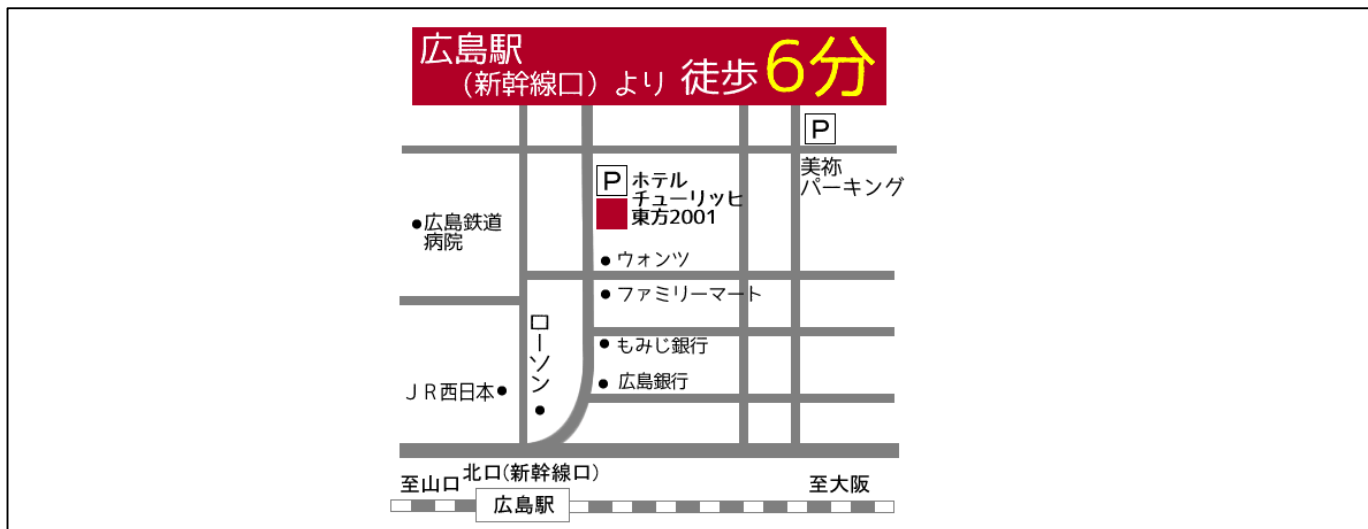 広島駅
（新幹線口）より 徒歩6分
P
美祢
パーキング
P
ホテル
チューリッヒ
東方2001
広島鉄道
病院
ウォンツ
ファミリーマート
ローソン
もみじ銀行
ＪＲ西日本
広島銀行
北口(新幹線口)
至山口
至大阪
広島駅